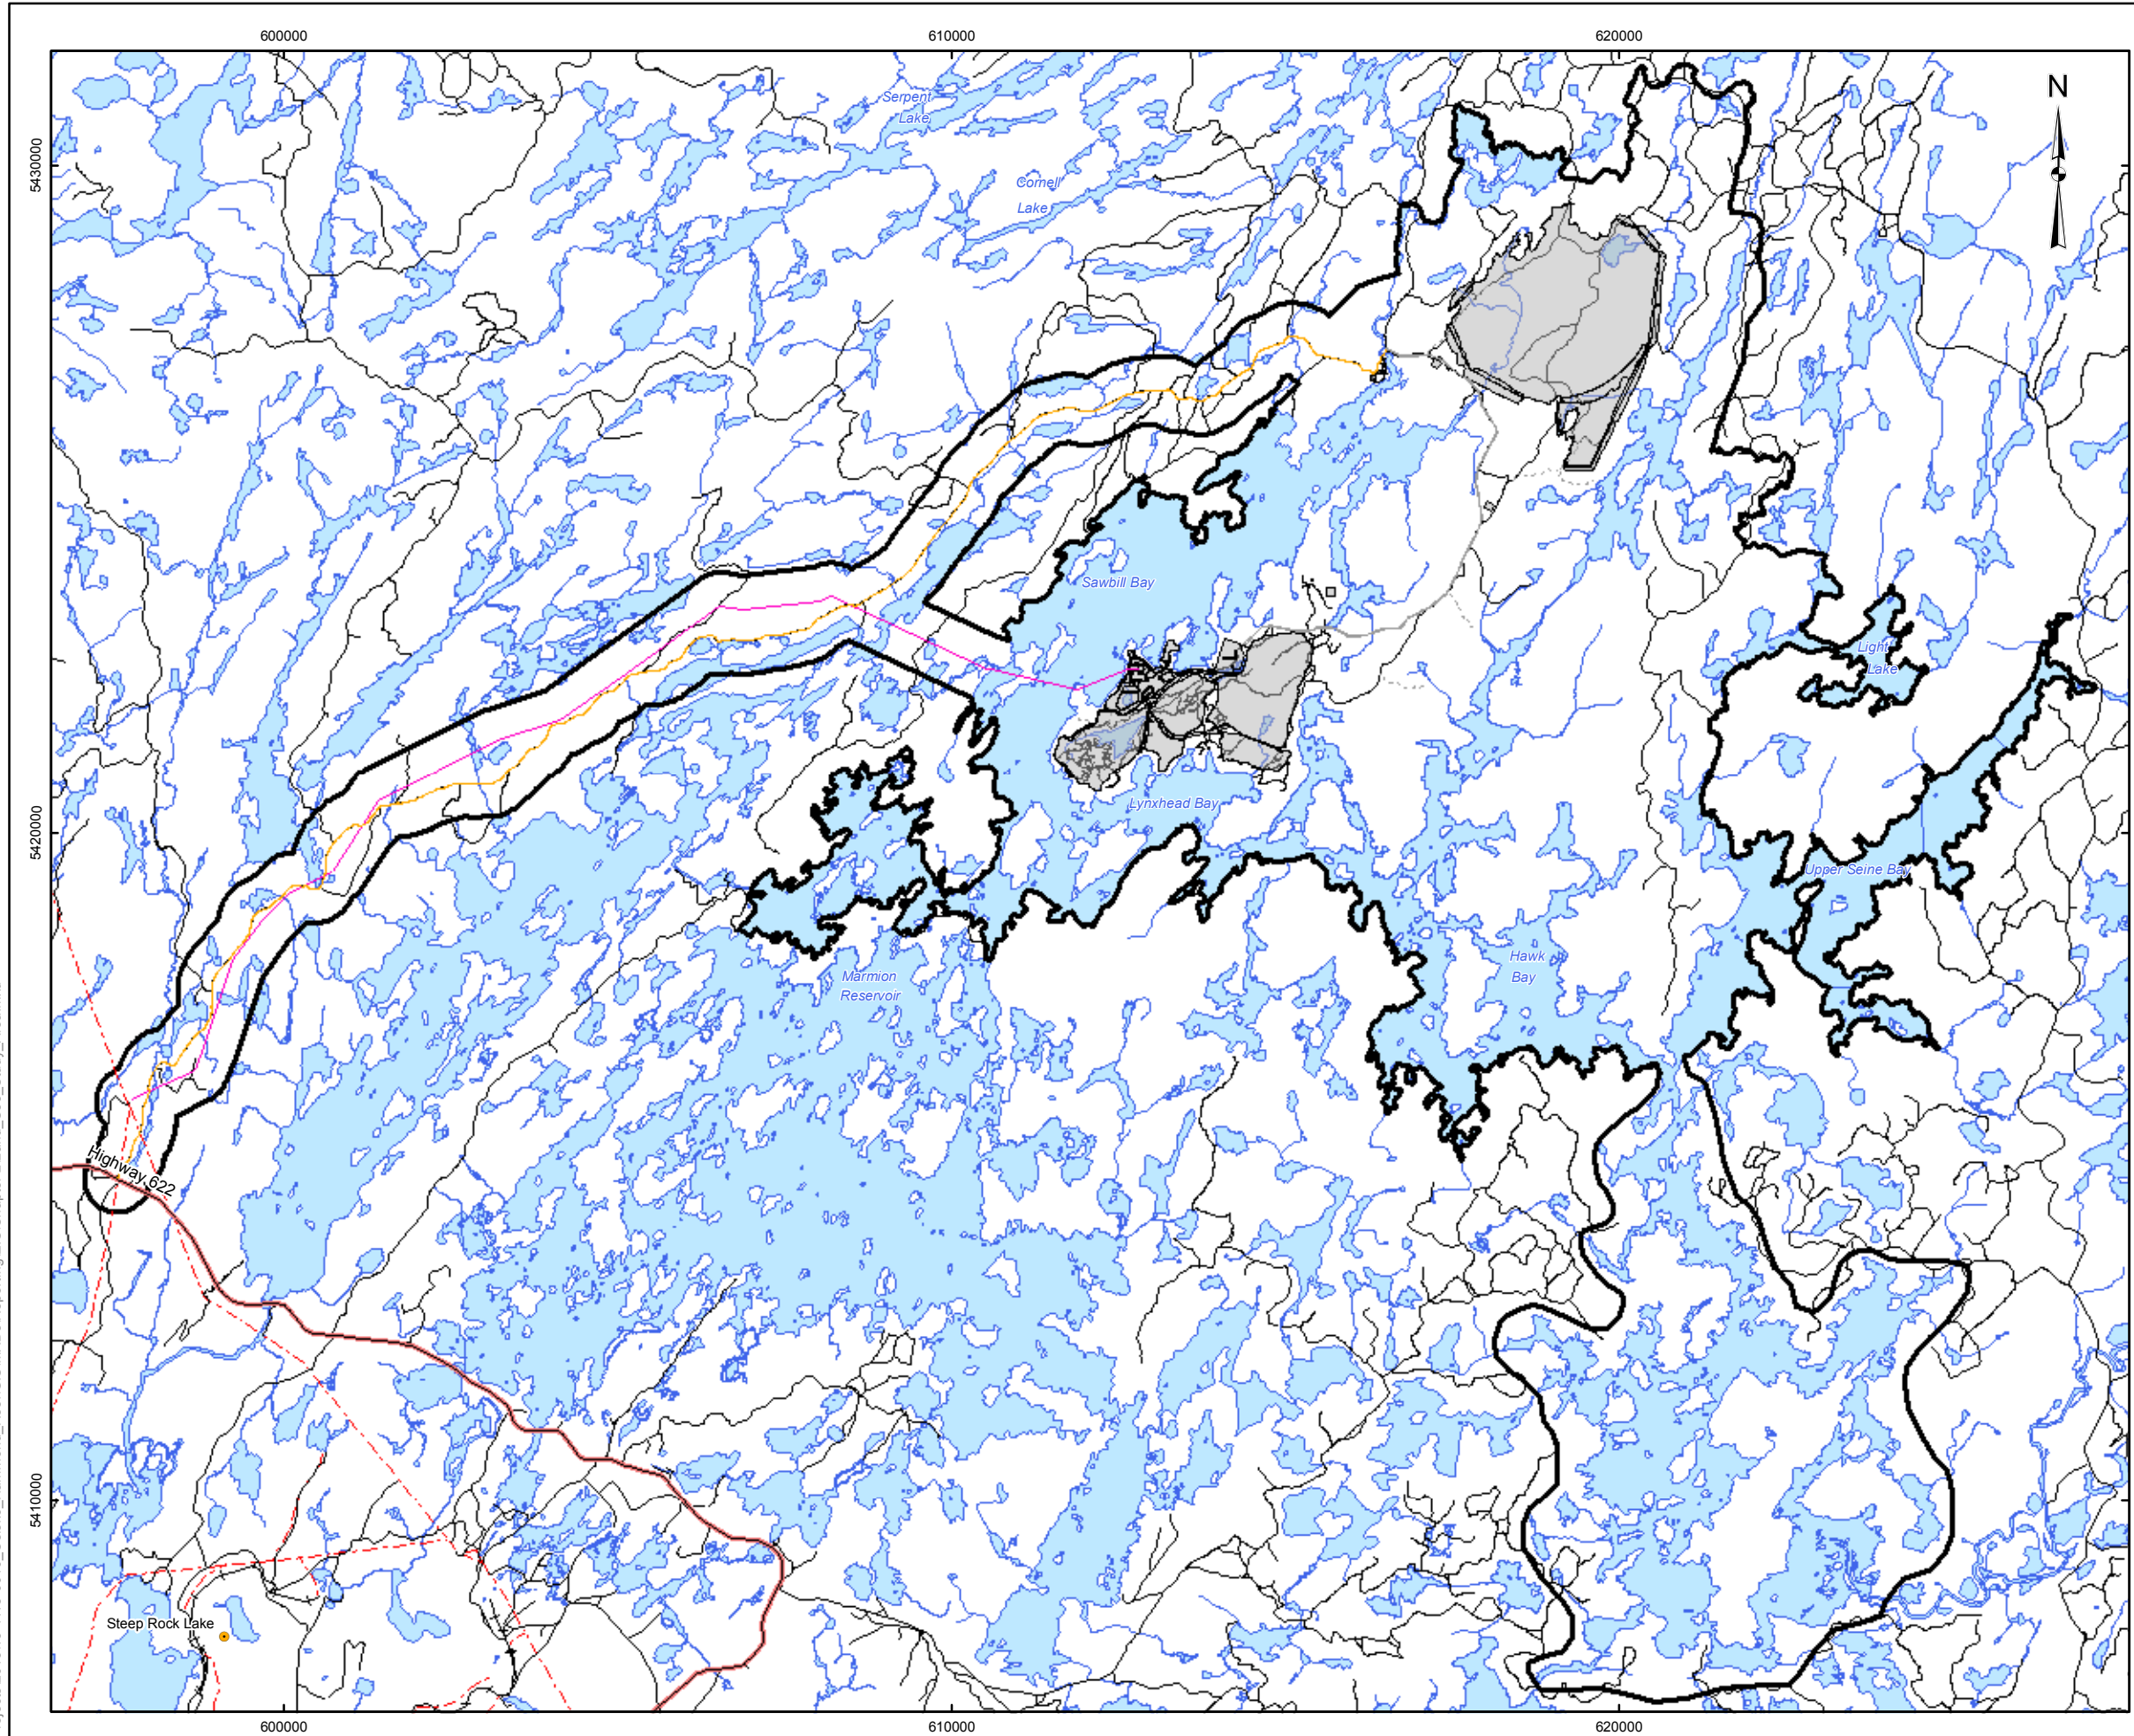 600000
610000
620000
N
Serpent
Lake
5430000
Cornell
Lake
Sawbill Bay
Light
Lake
Lynxhead Bay
5420000
Upper Seine Bay
Hawk
Bay
Marmion
Reservoir
Highway 622
5410000
Steep Rock Lake
600000
610000
620000